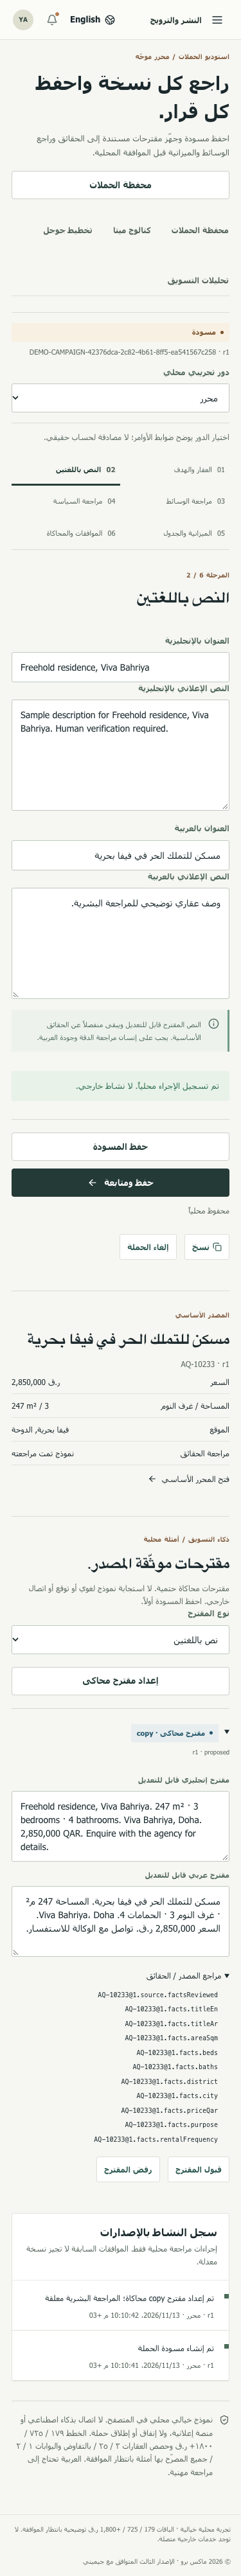 النشر والترويج
English
YA
استوديو الحملات / محرر موجّه
راجع كل نسخة واحفظ
كل قرار.
احفظ مسودة وجهّز مقترحات مستندة إلى الحقائق وراجع
الوسائط والميزانية قبل الموافقة المحلية.
محفظة الحملات
محفظة الحملات
كتالوج ميتا
تخطيط جوجل
تحليلات التسويق
مسودة
DEMO-CAMPAIGN-42376dca-2c82-4b61-8ff5-ea541567c258 · r1
دور تجريبي محلي
محرر
اختيار الدور يوضح ضوابط الأوامر؛ لا مصادقة لحساب حقيقي.
01 العقار والهدف
02 النص باللغتين
03 مراجعة الوسائط
04 مراجعة السياسة
05 الميزانية والجدول
06 الموافقات والمحاكاة
المرحلة 6 / 2
النص باللغتين
العنوان بالإنجليزية
Freehold residence, Viva Bahriya
النص الإعلاني بالإنجليزية
Sample description for Freehold residence, Viva
Bahriya. Human verification required.
العنوان بالعربية
مسكن للتملك الحر في فيفا بحرية
النص الإعلاني بالعربية
وصف عقاري توضيحي للمراجعة البشرية.
النص المقترح قابل للتعديل ويبقى منفصلاً عن الحقائق
الأساسية. يجب على إنسان مراجعة الدقة وجودة العربية.
تم تسجيل الإجراء محلياً. لا نشاط خارجي.
حفظ المسودة
حفظ ومتابعة
محفوظ محلياً
نسخ
إلغاء الحملة
المصدر الأساسي
مسكن للتملك الحر في فيفا بحرية
AQ-10233 · r1
السعر
2,850,000 ر.ق
المساحة / غرف النوم
247 m² / 3
الموقع
فيفا بحرية, الدوحة
مراجعة الحقائق
نموذج تمت مراجعته
فتح المحرر الأساسي
ذكاء التسويق / أمثلة محلية
مقترحات موثّقة المصدر.
مقترحات محاكاة حتمية. لا استجابة نموذج لغوي أو توقع أو اتصال
خارجي. احفظ المسودة أولاً.
نوع المقترح
نص باللغتين
إعداد مقترح محاكى
مقترح محاكى · copy
r1 · proposed
مقترح إنجليزي قابل للتعديل
Freehold residence, Viva Bahriya. 247 m² · 3
bedrooms · 4 bathrooms. Viva Bahriya, Doha.
2,850,000 QAR. Enquire with the agency for
details.
مقترح عربي قابل للتعديل
مسكن للتملك الحر في فيفا بحرية. المساحة 247 م²
· غرف النوم 3 · الحمامات 4. Viva Bahriya، Doha.
السعر 2,850,000 ر.ق. تواصل مع الوكالة للاستفسار.
مراجع المصدر / الحقائق
AQ-10233@1.source.factsReviewed
AQ-10233@1.facts.titleEn
AQ-10233@1.facts.titleAr
AQ-10233@1.facts.areaSqm
AQ-10233@1.facts.beds
AQ-10233@1.facts.baths
AQ-10233@1.facts.district
AQ-10233@1.facts.city
AQ-10233@1.facts.priceQar
AQ-10233@1.facts.purpose
AQ-10233@1.facts.rentalFrequency
قبول المقترح
رفض المقترح
سجل النشاط بالإصدارات
إجراءات مراجعة محلية فقط. الموافقات السابقة لا تجيز نسخة
معدلة.
تم إعداد مقترح copy محاكاة؛ المراجعة البشرية معلقة
r1 · مرر · 2026/11/13، 10:10:42 م +03
تم إنشاء مسودة الحملة
r1 · مرر · 2026/11/13، 10:10:41 م +03
نموذج خيالي محلي في المتصفح. لا اتصال بذكاء اصطناعي أو
منصة إعلانية، ولا إنفاق أو إطلاق حملة. الخطط ١٧٩ / ٧٢٥ /
١٨٠٠+ ر.ق وحصص العقارات ٢ / ٢٥ / بالتفاوض والبوابات ١ / ٢
/ جميع المصرّح بها أمثلة بانتظار الموافقة. العربية تحتاج إلى
مراجعة مهنية.
تجربة محلية خيالية · الباقات 179 / 725 / +1,800 ر.ق توضيحية بانتظار الموافقة. لا
توجد خدمات خارجية متصلة.
© 2026 ماكس برو · الإصدار الثالث المتوافق مع جيميني